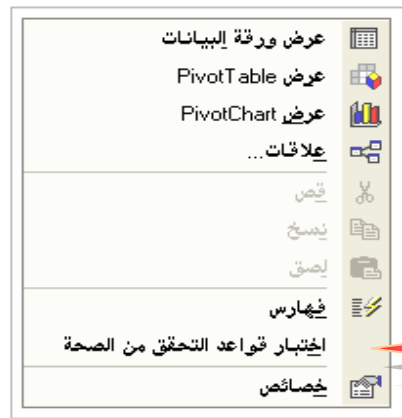 عرض ورقة البيانات
عرض PivotTable
عرض PivotChart
علاقات...
قص
نسخ
لصق
فهارس
اختبار قواعد التحقق من الصحة
خصائص